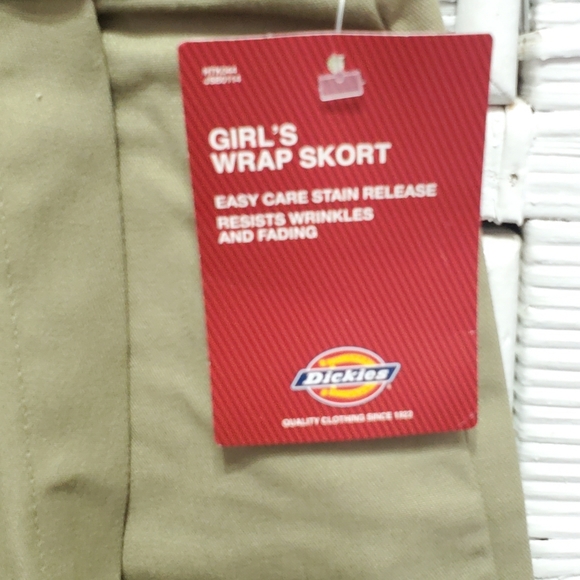 GIRL'S
WRAP SKORT
EASY CARE STAIN RELEASE
RESISTS WRINKLES
AND FADING
Dickies
QUALITY CLOTHING SINCE 1922